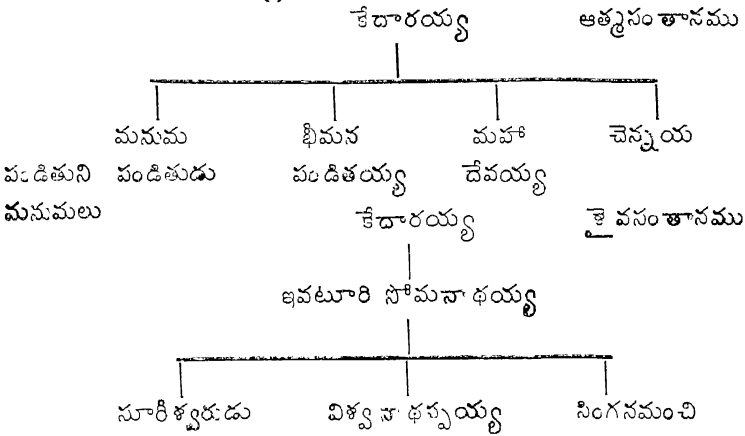 కేదారయ్య ఆత్మసంతానము
మనుమ భీమన మహా చెన్నయ
పండితుని పండితుడు పండితయ్య దేవయ్య
మనుమలు
కేదారయ్య శైవసంతానము
ఇవటూరి సోమనాథయ్య
సూరీశ్వరుడు విశ్వనాథప్పయ్య సింగనమంచి